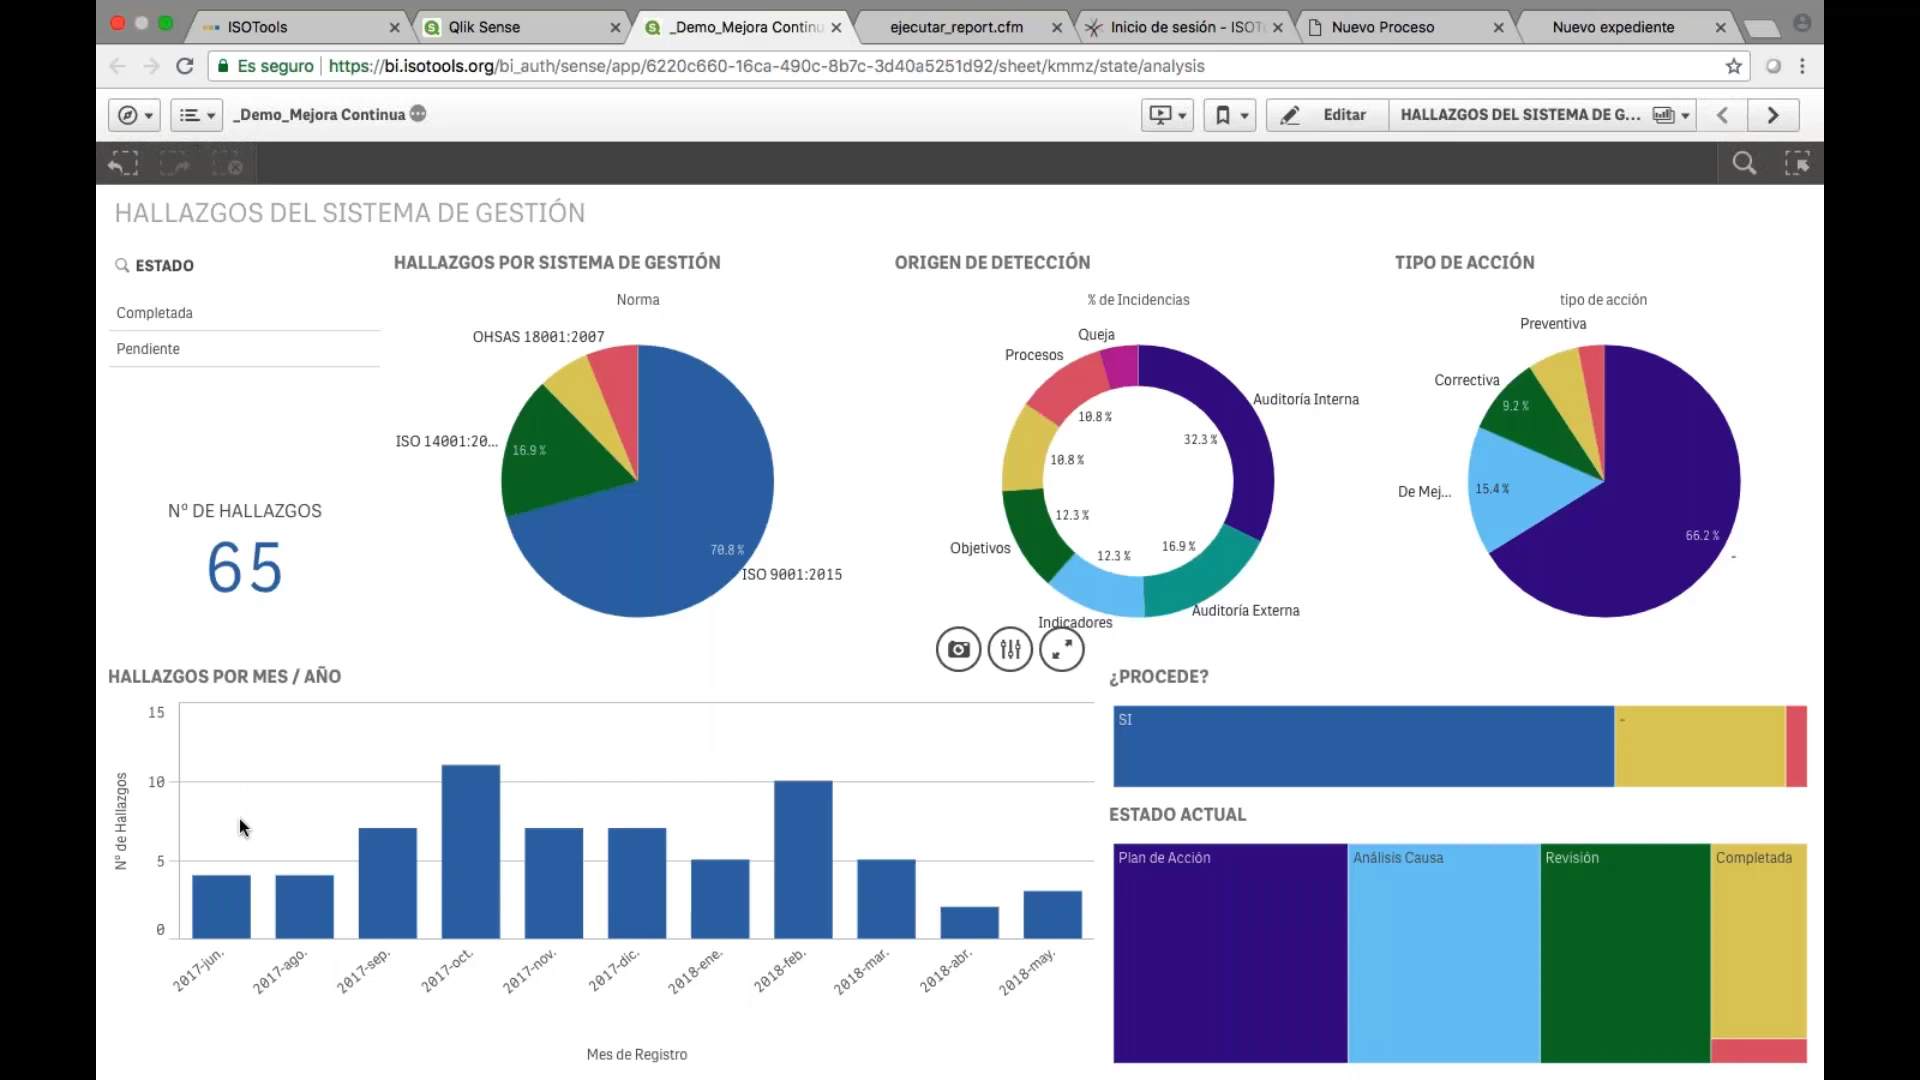 ISOTools
Qlik Sense
_Demo_Mejora Continu
ejecutar_report.cfm
Inicio de sesión - ISOT
Nuevo Proceso
Nuevo expediente
Es seguro
https://bi.isotools.org/bi_auth/sense/app/6220c660-16ca-490c-8b7c-3d40a5251d92/sheet/kmmz/state/analysis
_Demo_Mejora Continua
Editar
HALLAZGOS DEL SISTEMA DE G...
HALLAZGOS DEL SISTEMA DE GESTIÓN
ESTADO
Completada
Pendiente
Nº DE HALLAZGOS
65
HALLAZGOS POR SISTEMA DE GESTIÓN
Norma
OHSAS 18001:2007
ISO 14001:20...
16.9 %
70.8 %
ISO 9001:2015
ORIGEN DE DETECCIÓN
% de Incidencias
Queja
Procesos
Auditoría Interna
10.8 %
32.3 %
10.8 %
12.3 %
12.3 %
16.9 %
Objetivos
Auditoría Externa
Indicadores
TIPO DE ACCIÓN
tipo de acción
Preventiva
Correctiva
9.2 %
De Mej...
15.4 %
66.2 %
-
HALLAZGOS POR MES / AÑO
Nº de Hallazgos
15
10
5
0
2017-jun.
2017-ago.
2017-sep.
2017-oct.
2017-nov.
2017-dic.
2018-ene.
2018-feb.
2018-mar.
2018-abr.
2018-may.
Mes de Registro
¿PROCEDE?
SI
-
ESTADO ACTUAL
Plan de Acción
Análisis Causa
Revisión
Completada